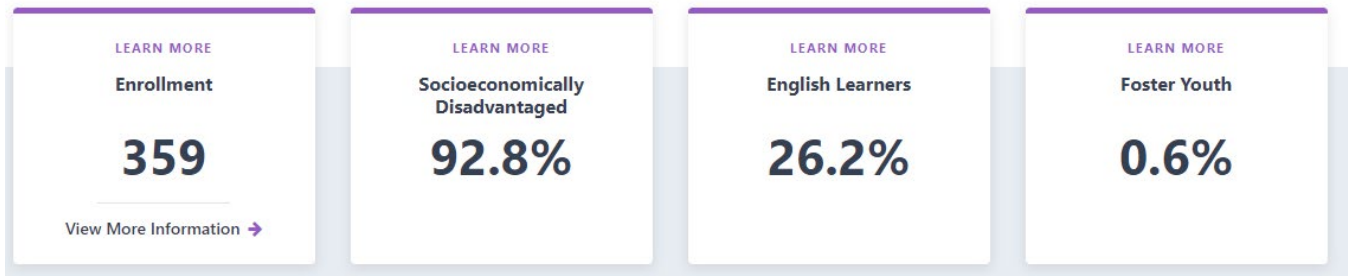 LEARN MORE
Enrollment
359
View More Information
LEARN MORE
Socioeconomically
Disadvantaged
92.8%
LEARN MORE
English Learners
26.2%
LEARN MORE
Foster Youth
0.6%